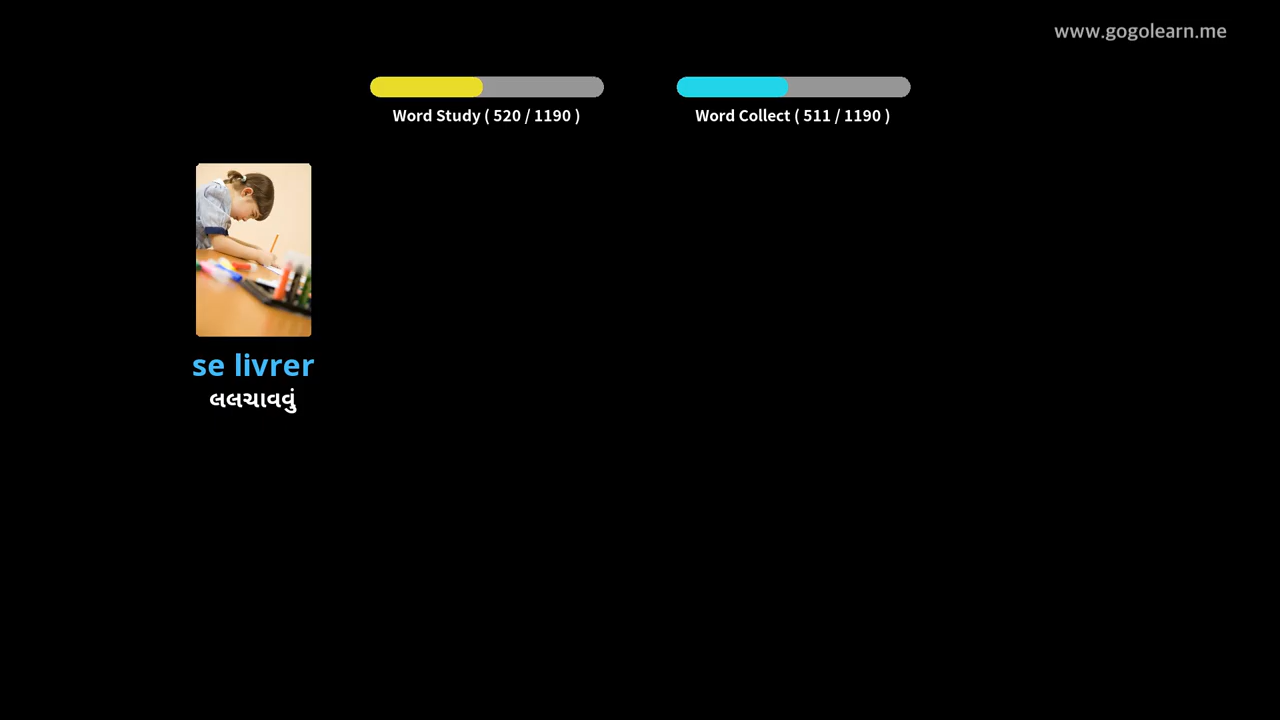 www.gogolearn.me
Word Study ( 520 / 1190 )
Word Collect ( 511 / 1190 )
se livrer
લલચાવવું